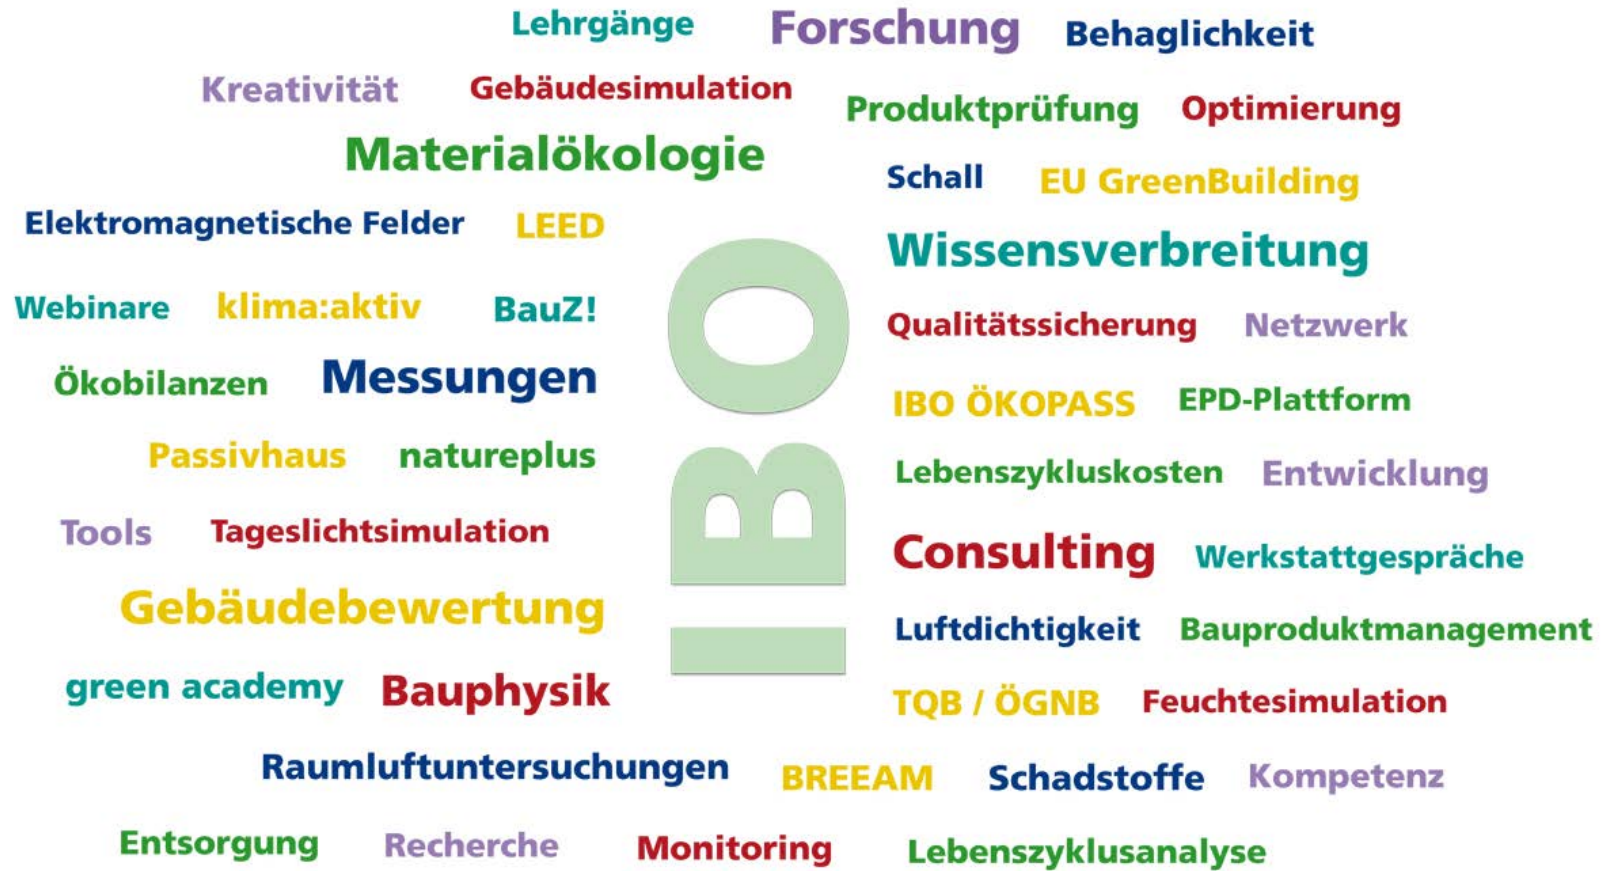 Lehrgänge Forschung Behaglichkeit
Kreativität Gebäudesimulation Produktprüfung Optimierung
Materialökologie Schall EU GreenBuilding
Elektromagnetische Felder LEED Wissensverbreitung
Webinare klima:aktiv BauZ! Qualitätssicherung Netzwerk
Ökobilanzen Messungen IBO ÖKOPASS EPD-Plattform
Passivhaus natureplus Lebenszykluskosten Entwicklung
Tools Tageslichtsimulation Consulting Werkstattgespräche
Gebäudebewertung Luftdichtigkeit Bauproduktmanagement
green academy Bauphysik TQB / ÖGNB Feuchtesimulation
IBO
Raumluftuntersuchungen BREEAM Schadstoffe Kompetenz
Entsorgung Recherche Monitoring Lebenszyklusanalyse